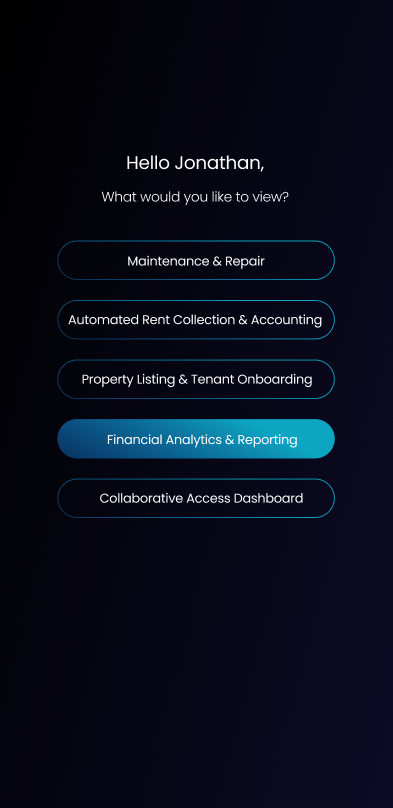 Hello Jonathan,
What would you like to view?
Maintenance & Repair
Automated Rent Collection & Accounting
Property Listing & Tenant Onboarding
Financial Analytics & Reporting
Collaborative Access Dashboard